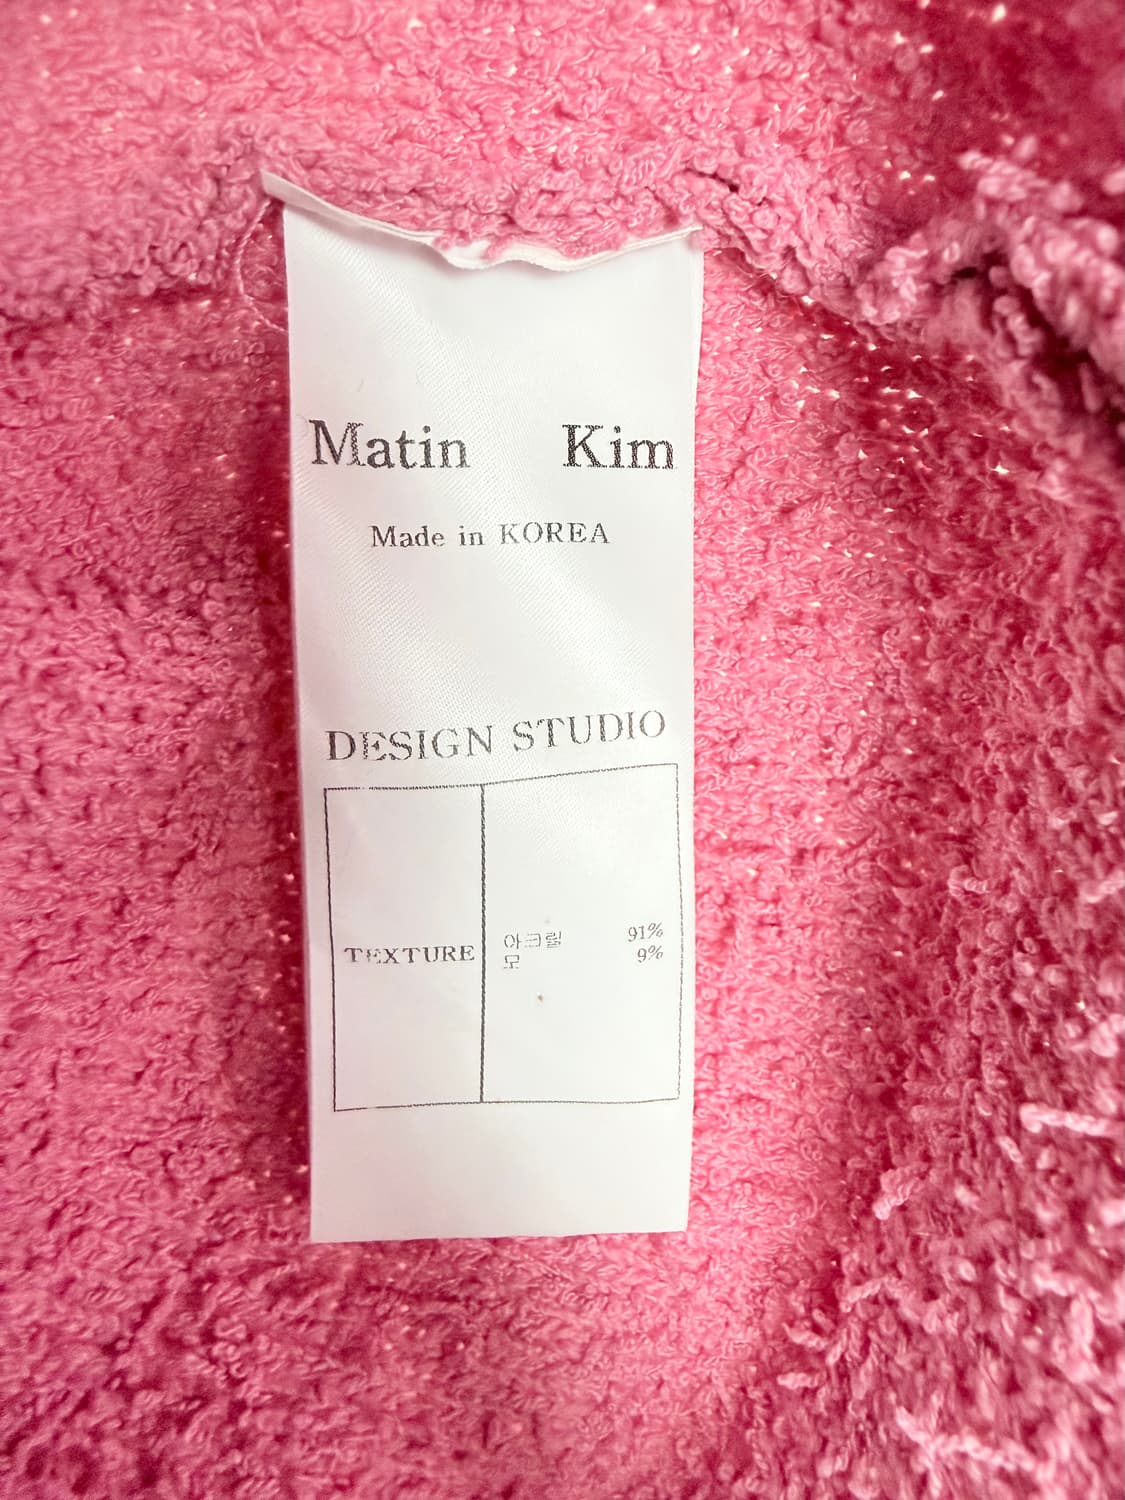 Matin Kim
Made in KOREA
DESIGN STUDIO
TEXTURE
아크릴 91%
모 9%